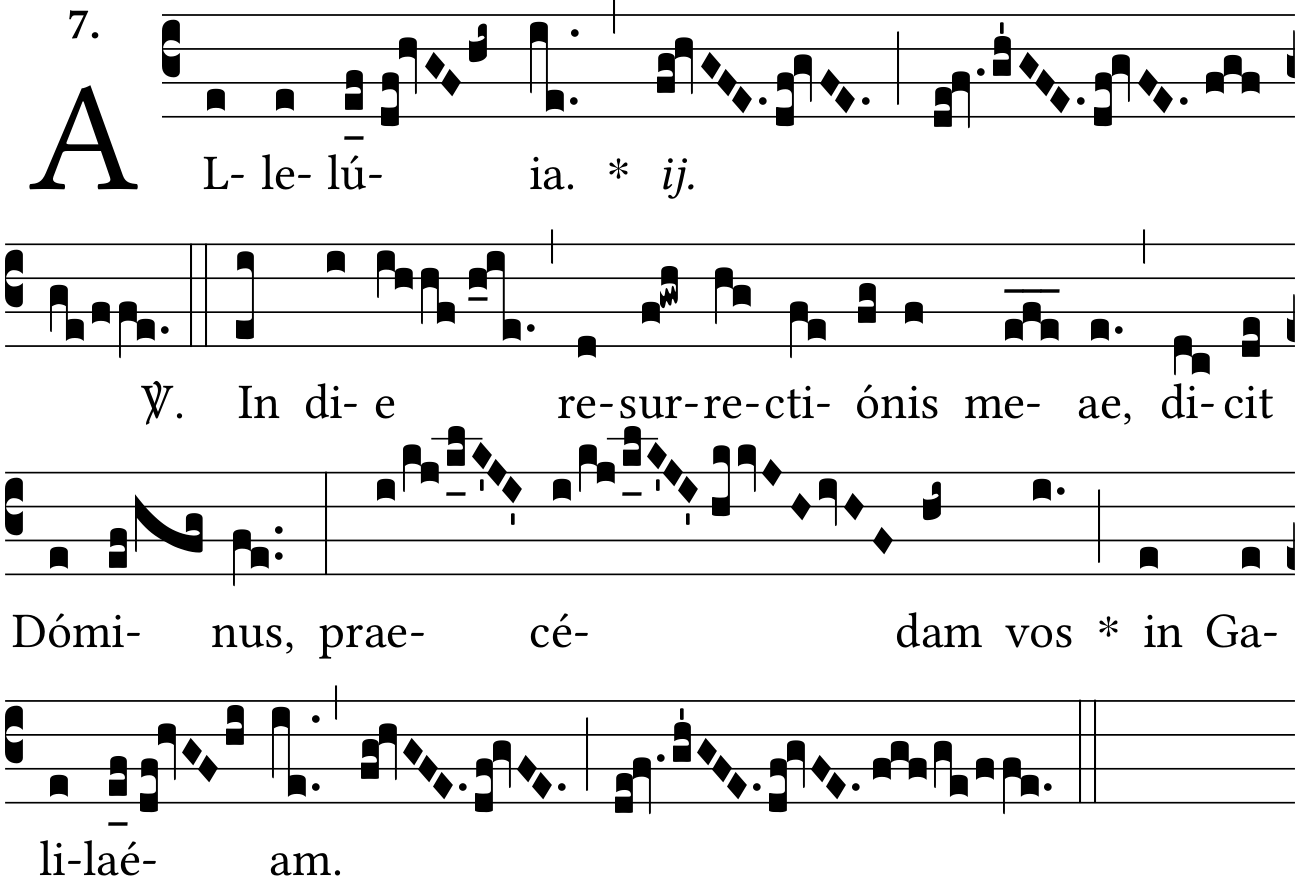 7.
AL- le- lú- ia. * ij.
℣. In di- e re-sur-re-cti- ónis me- ae, di-cit
Dómi- nus, prae- cé- dam vos * in Ga-
li-laé- am.